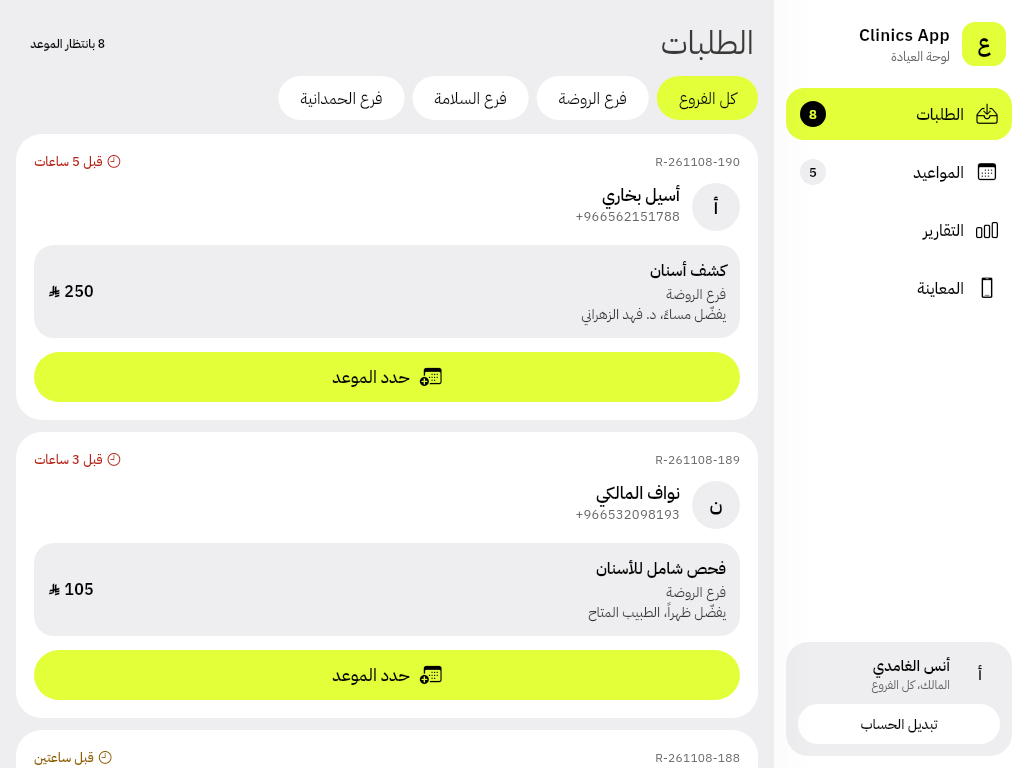 ع
Clinics App
لوحة العيادة
الطلبات
8
المواعيد
5
التقارير
المعاينة
أ
أنس الغامدي
المالك، كل الفروع
تبديل الحساب
الطلبات
8 بانتظار الموعد
كل الفروع
فرع الروضة
فرع السلامة
فرع الحمدانية
R-261108-190
قبل 5 ساعات
أ
أسيل بخاري
+966562151788
كشف أسنان
فرع الروضة
يفضّل مساءً، د. فهد الزهراني
250 ⃁
حدد الموعد
R-261108-189
قبل 3 ساعات
ن
نواف المالكي
+966532098193
فحص شامل للأسنان
فرع الروضة
يفضّل ظهراً، الطبيب المتاح
105 ⃁
حدد الموعد
R-261108-188
قبل ساعتين